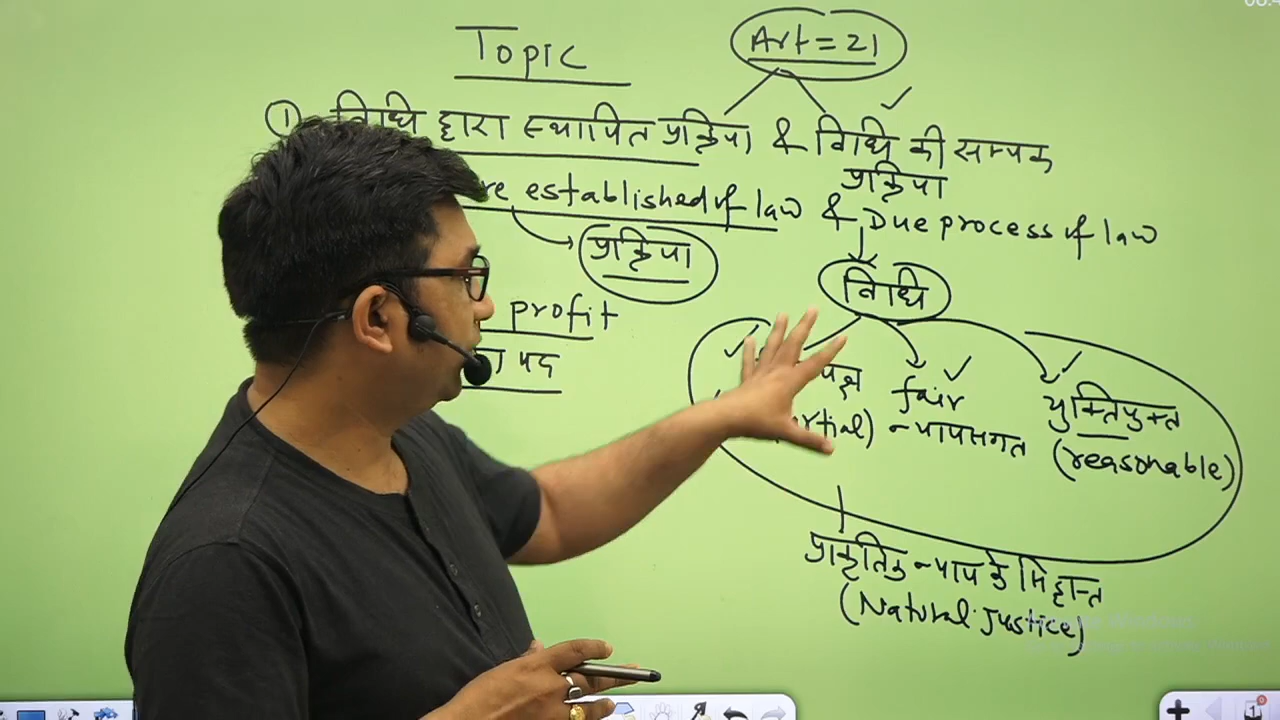 Topic
Art = 21
① विधि द्वारा स्थापित प्रक्रिया & विधि की सम्यक
प्रक्रिया
established of law & Due process of law
प्रक्रिया
विधि
profit
पद
fair
युक्तियुक्त
न्यायसंगत
(reasonable)
प्राकृतिक न्याय के सिद्धान्त
(Natural Justice)